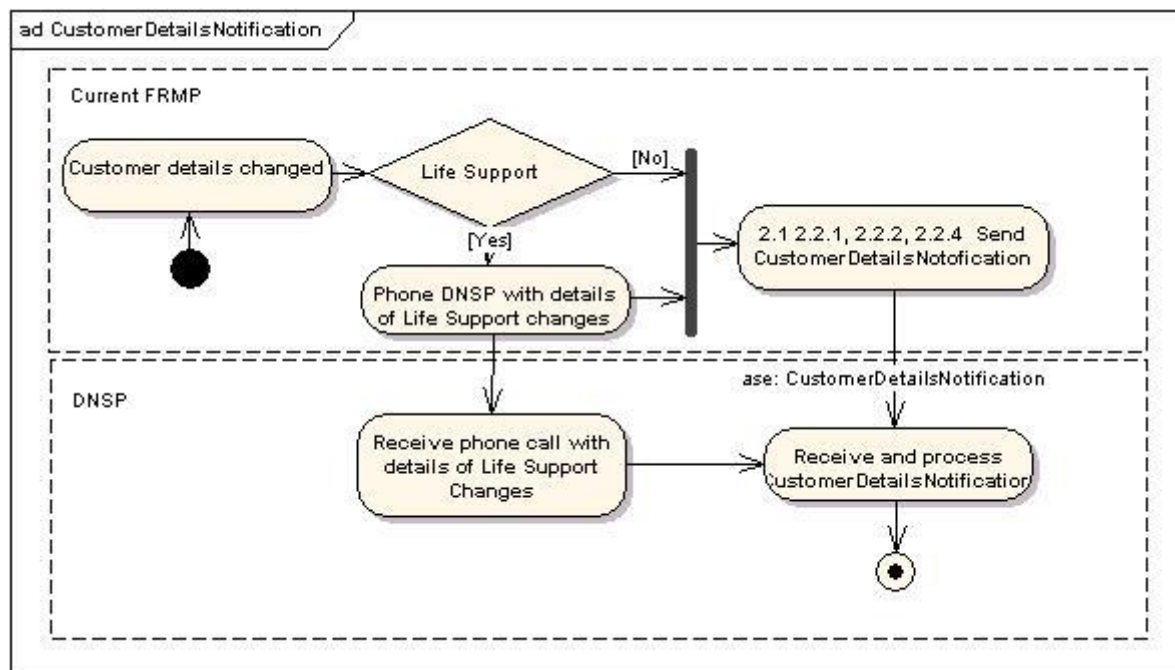 ad CustomerDetailsNotification
Current FRMP
Customer details changed
Life Support
[No]
[Yes]
2.1 2.2.1, 2.2.2, 2.2.4 Send
CustomerDetailsNotofication
Phone DNSP with details
of Life Support changes
DNSP
ase: CustomerDetailsNotification
Receive phone call with
details of Life Support
Changes
Receive and process
CustomerDetailsNotification